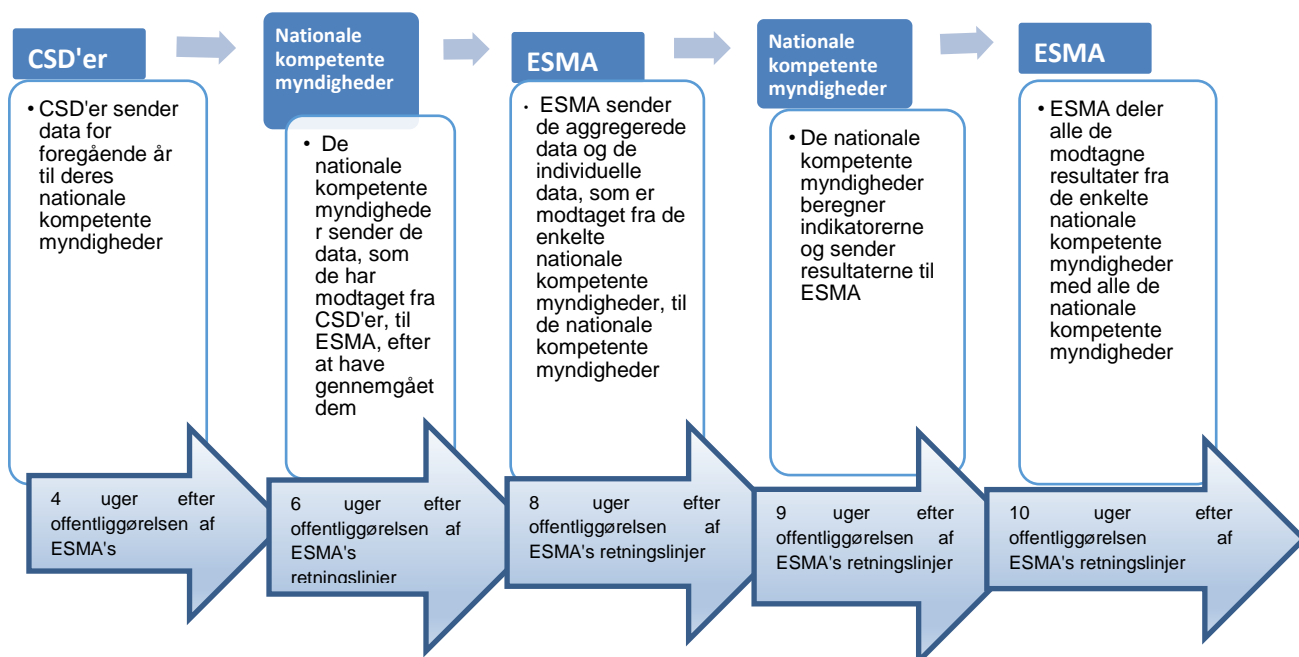 CSD'er
• CSD'er sender
data for
foregående år
til deres
nationale
kompetente
myndigheder
4 uger efter
offentliggørelsen af
ESMA's
Nationale
kompetente
myndigheder
• De
nationale
kompetente
myndighede
r sender de
data, som
de har
modtaget fra
CSD'er, til
ESMA, efter
at have
gennemgået
dem
6 uger efter
offentliggørelsen af
ESMA's
retningslinjer
ESMA
• ESMA sender
de aggregerede
data og de
individuelle
data, som er
modtaget fra de
enkelte
nationale
kompetente
myndigheder, til
de nationale
kompetente
myndigheder
8 uger efter
offentliggørelsen af
ESMA's retningslinjer
Nationale
kompetente
myndigheder
• De nationale
kompetente
myndigheder
beregner
indikatorerne
og sender
resultaterne til
ESMA
9 uger efter
offentliggørelsen af
ESMA's retningslinjer
ESMA
• ESMA deler
alle de
modtagne
resultater fra
de enkelte
nationale
kompetente
myndigheder
med alle de
nationale
kompetente
myndigheder
10 uger efter
offentliggørelsen af
ESMA's retningslinjer